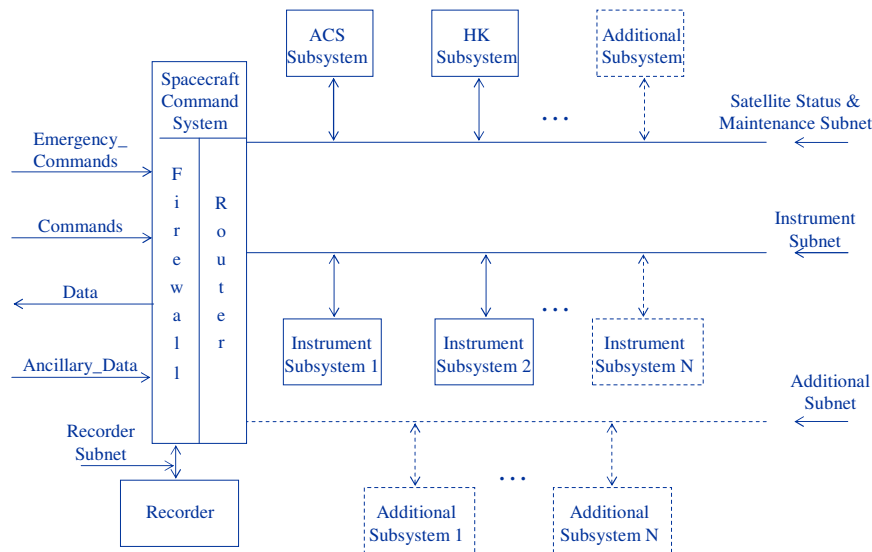 ACS
Subsystem
HK
Subsystem
Additional
Subsystem
Spacecraft
Command
System
...
Satellite Status &
Maintenance Subnet
Emergency_
Commands
Firewall
Router
Commands
Instrument
Subnet
Data
...
Instrument
Subsystem 1
Instrument
Subsystem 2
Instrument
Subsystem N
Ancillary_Data
Additional
Subnet
Recorder
Subnet
...
Recorder
Additional
Subsystem 1
Additional
Subsystem N